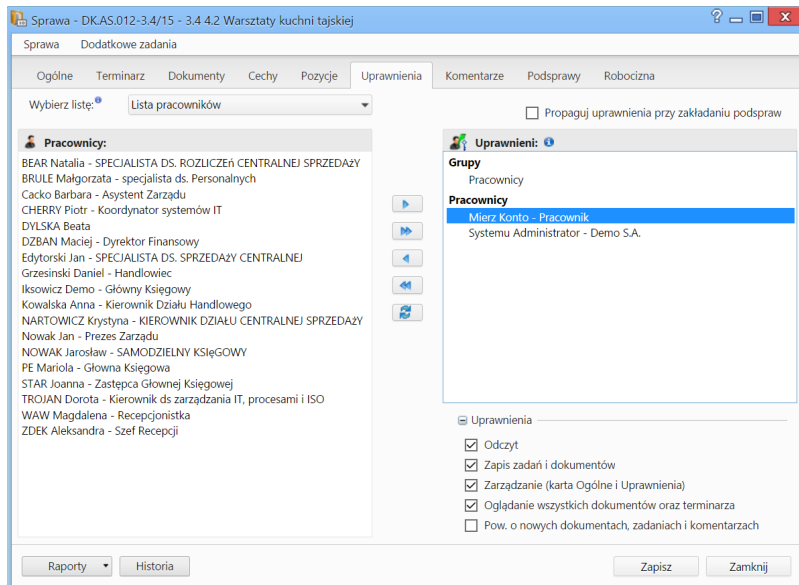 Sprawa - DK.AS.012-3.4/15 - 3.4 4.2 Warsztaty kuchni tajskiej
Sprawa Dodatkowe zadania
Ogólne Terminarz Dokumenty Cechy Pozycje Uprawnienia Komentarze Podsprawy Robocizna
Wybierz listę: Lista pracowników
Propaguj uprawnienia przy zakładaniu podspraw
Pracownicy:
BEAR Natalia - SPECJALISTA DS. ROZLICZEń CENTRALNEJ SPRZEDAży
BRULE Małgorzata - specjalista ds. Personalnych
Cacko Barbara - Asystent Zarządu
CHERRY Piotr - Koordynator systemów IT
DYLSKA Beata
DZBAN Maciej - Dyrektor Finansowy
Edytorski Jan - SPECJALISTA DS. SPRZEDAżY CENTRALNEJ
Grzesinski Daniel - Handlowiec
Iksowicz Demo - Główny Księgowy
Kowalska Anna - Kierownik Działu Handlowego
NARTOWICZ Krystyna - KIEROWNIK DZIAŁU CENTRALNEJ SPRZEDAżY
Nowak Jan - Prezes Zarządu
NOWAK Jarosław - SAMODZIELNY KSIęGOWY
PE Mariola - Głowna Księgowa
STAR Joanna - Zastępca Głownej Księgowej
TROJAN Dorota - Kierownik ds zarządzania IT, procesami i ISO
WAW Magdalena - Recepcjonistka
ZDEK Aleksandra - Szef Recepcji
Uprawnieni:
Grupy
Pracownicy
Pracownicy
Mierz Konto - Pracownik
Systemu Administrator - Demo S.A.
Uprawnienia
Odczyt
Zapis zadań i dokumentów
Zarządzanie (karta Ogólne i Uprawnienia)
Oglądanie wszystkich dokumentów oraz terminarza
Pow. o nowych dokumentach, zadaniach i komentarzach
Raporty Historia Zapisz Zamknij